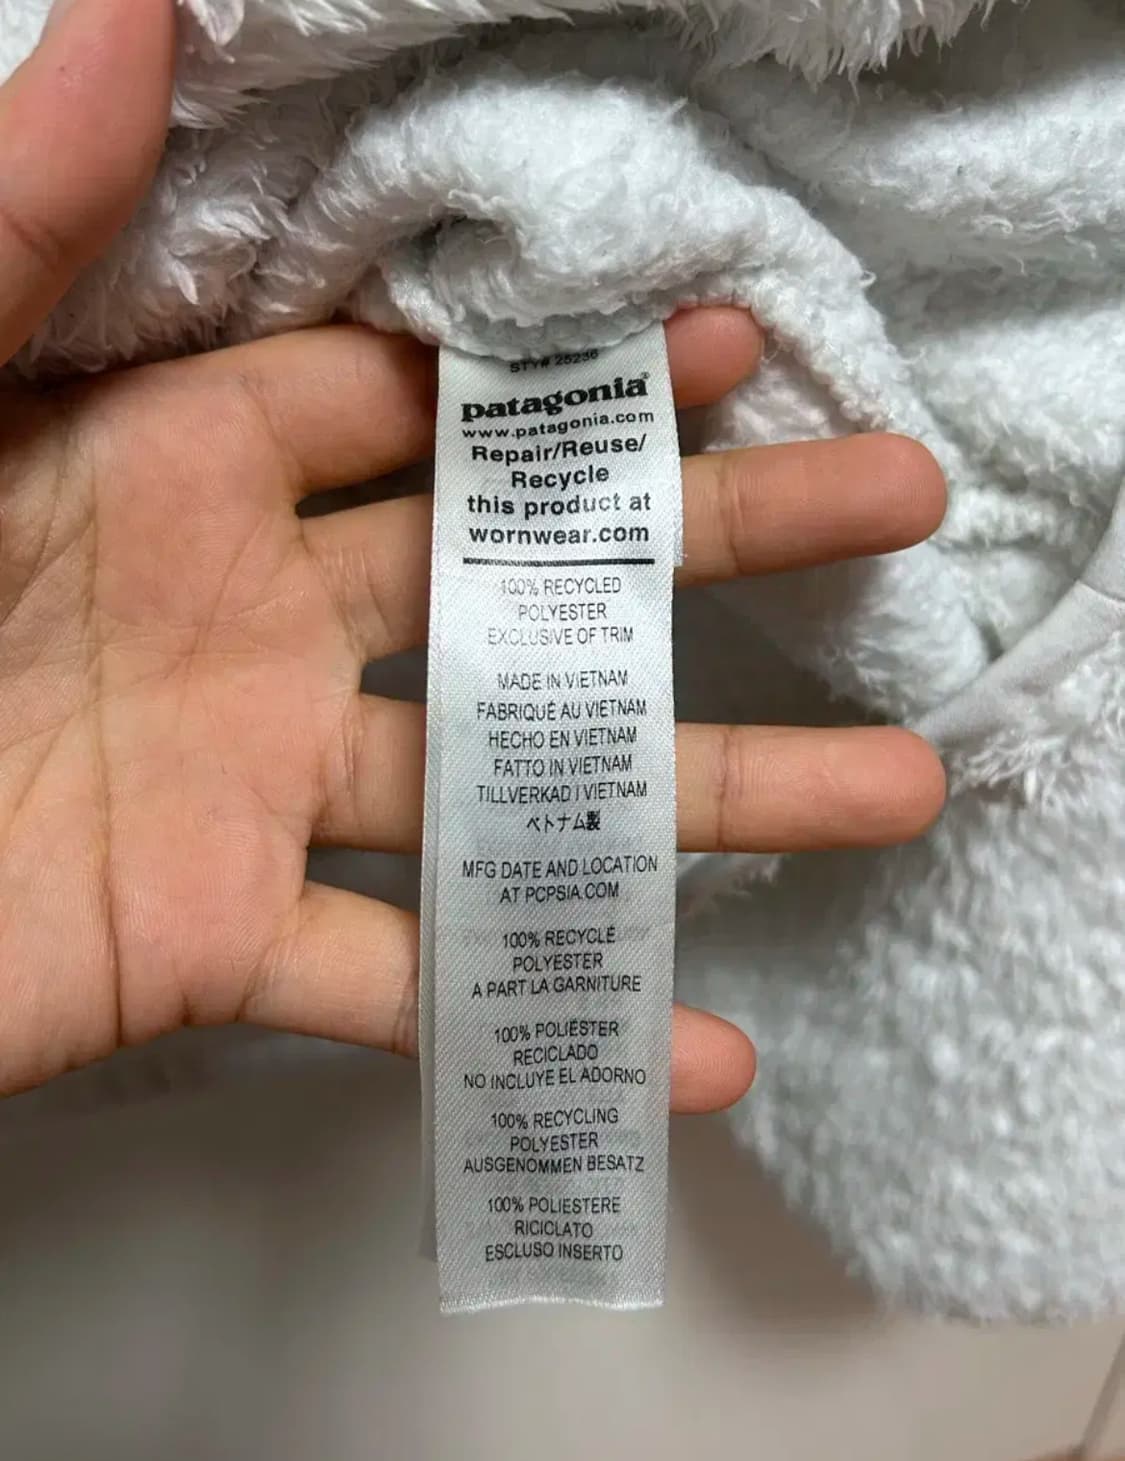 STY# 25236
patagonia®
www.patagonia.com
Repair/Reuse/
Recycle
this product at
wornwear.com
100% RECYCLED
POLYESTER
EXCLUSIVE OF TRIM
MADE IN VIETNAM
FABRIQUÉ AU VIETNAM
HECHO EN VIETNAM
FATTO IN VIETNAM
TILLVERKAD I VIETNAM
ベトナム製
MFG DATE AND LOCATION
AT PCPSIA.COM
100% RECYCLÉ
POLYESTER
A PART LA GARNITURE
100% POLIÉSTER
RECICLADO
NO INCLUYE EL ADORNO
100% RECYCLING
POLYESTER
AUSGENOMMEN BESATZ
100% POLIESTERE
RICICLATO
ESCLUSO INSERTO